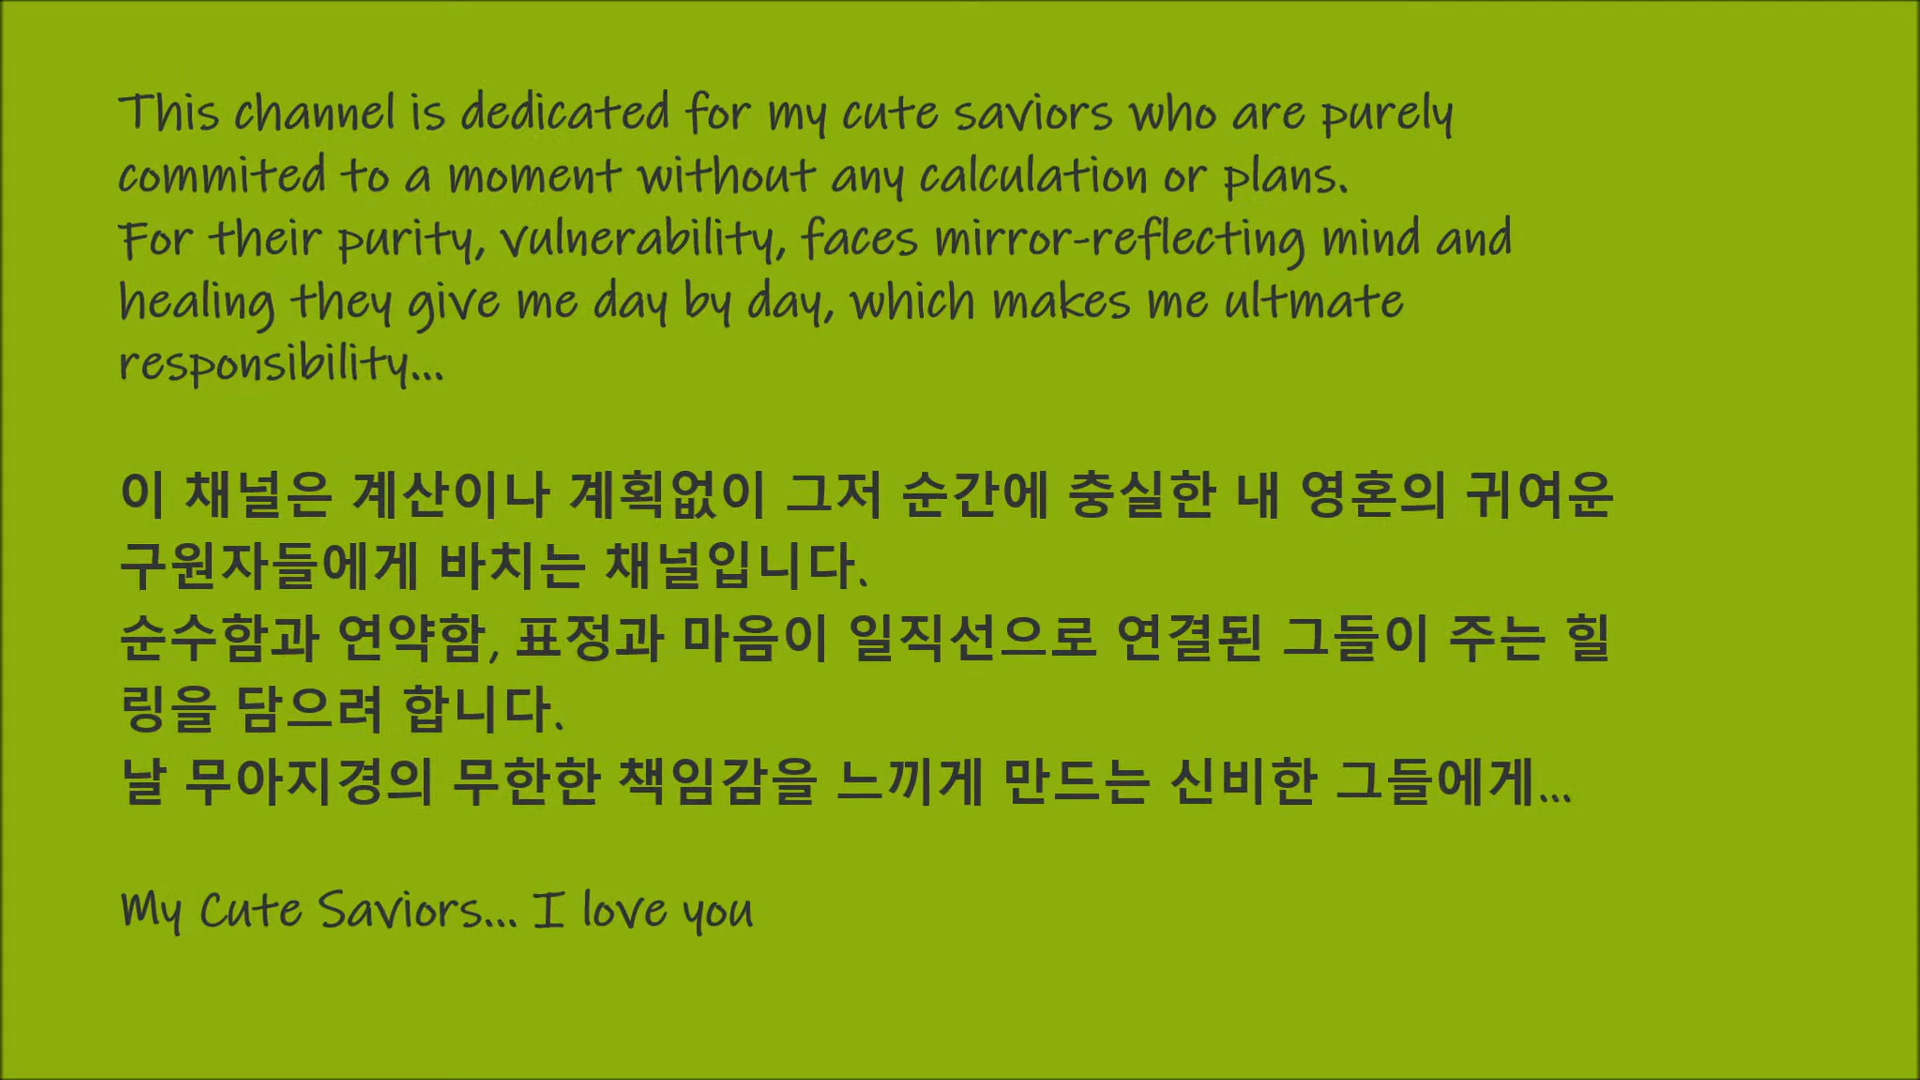 This channel is dedicated for my cute saviors who are purely
commited to a moment without any calculation or plans.
For their purity, vulnerability, faces mirror-reflecting mind and
healing they give me day by day, which makes me ultmate
responsibility...
이 채널은 계산이나 계획없이 그저 순간에 충실한 내 영혼의 귀여운
구원자들에게 바치는 채널입니다.
순수함과 연약함, 표정과 마음이 일직선으로 연결된 그들이 주는 힐
링을 담으려 합니다.
날 무아지경의 무한한 책임감을 느끼게 만드는 신비한 그들에게...
My Cute Saviors... I love you